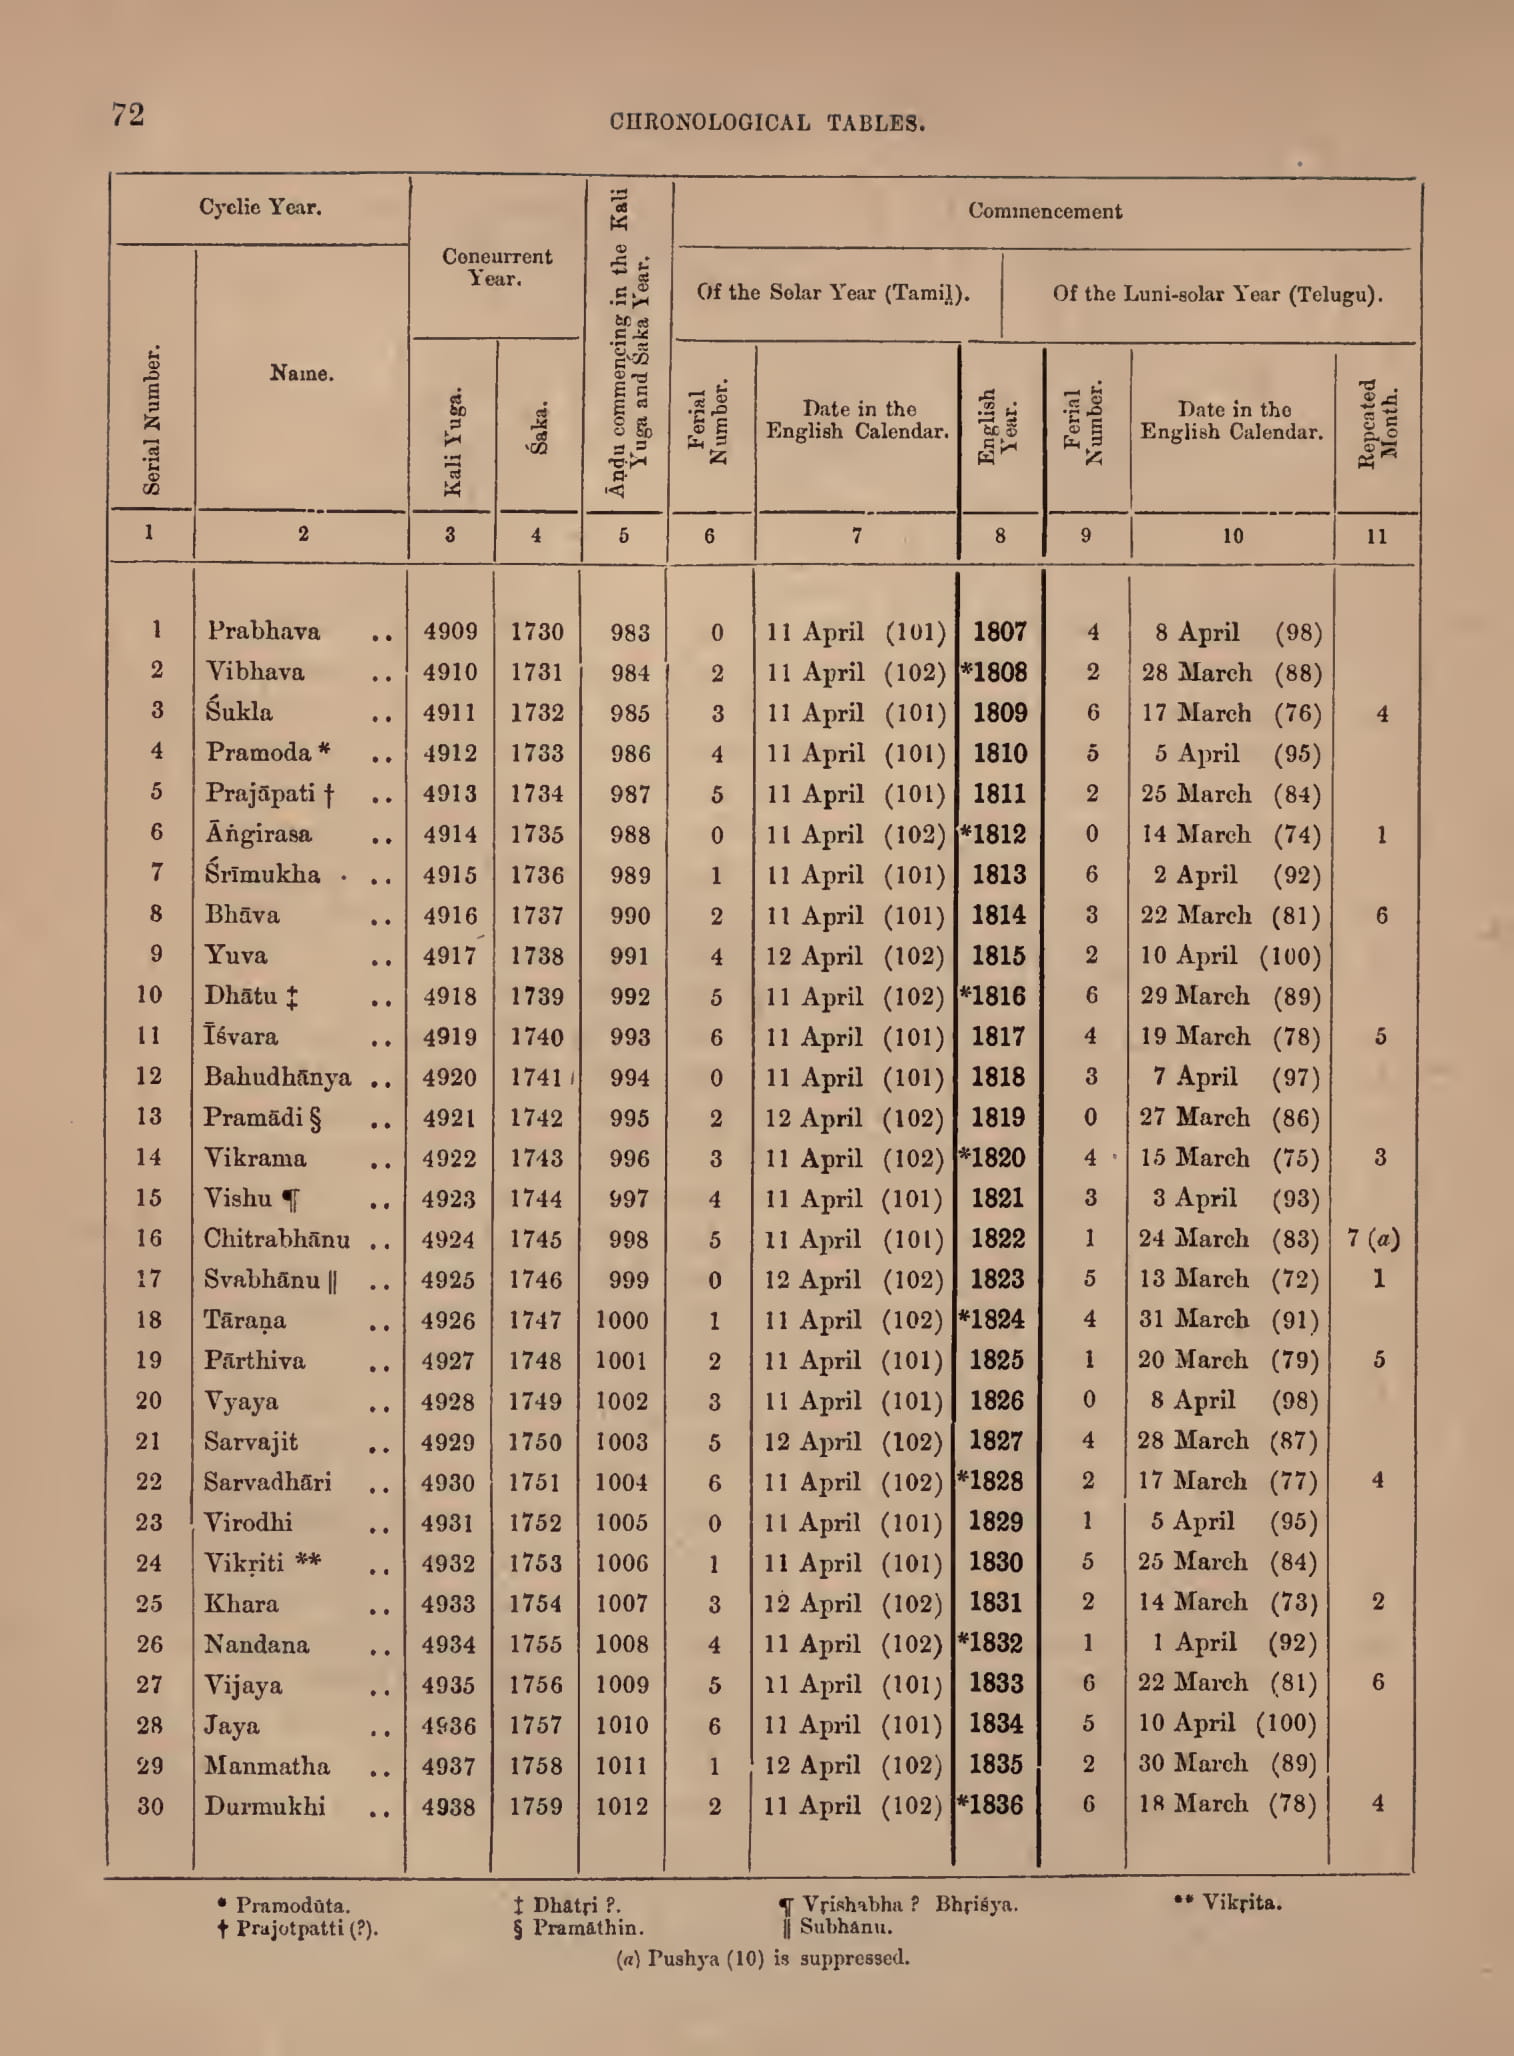 72
CHRONOLOGICAL TABLES.
Cyclic Year.
Concurrent Year.
Āṇḍu commencing in the Kali Yuga and Śaka Year.
Commencement
Of the Solar Year (Tamiḻ).
Of the Luni-solar Year (Telugu).
Serial Number.
Name.
Kali Yuga.
Śaka.
Ferial Number.
Date in the English Calendar.
English Year.
Ferial Number.
Date in the English Calendar.
Repeated Month.
1 2 3 4 5 6 7 8 9 10 11
1 Prabhava .. 4909 1730 983 0 11 April (101) 1807 4 8 April (98)
2 Vibhava .. 4910 1731 984 2 11 April (102) *1808 2 28 March (88)
3 Śukla .. 4911 1732 985 3 11 April (101) 1809 6 17 March (76) 4
4 Pramoda * .. 4912 1733 986 4 11 April (101) 1810 5 5 April (95)
5 Prajāpati † .. 4913 1734 987 5 11 April (101) 1811 2 25 March (84)
6 Āṅgirasa .. 4914 1735 988 0 11 April (102) *1812 0 14 March (74) 1
7 Śrīmukha .. 4915 1736 989 1 11 April (101) 1813 6 2 April (92)
8 Bhāva .. 4916 1737 990 2 11 April (101) 1814 3 22 March (81) 6
9 Yuva .. 4917 1738 991 4 12 April (102) 1815 2 10 April (100)
10 Dhātu ‡ .. 4918 1739 992 5 11 April (102) *1816 6 29 March (89)
11 Īśvara .. 4919 1740 993 6 11 April (101) 1817 4 19 March (78) 5
12 Bahudhānya .. 4920 1741 994 0 11 April (101) 1818 3 7 April (97)
13 Pramādi § .. 4921 1742 995 2 12 April (102) 1819 0 27 March (86)
14 Vikrama .. 4922 1743 996 3 11 April (102) *1820 4 15 March (75) 3
15 Vishu ¶ .. 4923 1744 997 4 11 April (101) 1821 3 3 April (93)
16 Chitrabhānu .. 4924 1745 998 5 11 April (101) 1822 1 24 March (83) 7 (a)
17 Svabhānu || .. 4925 1746 999 0 12 April (102) 1823 5 13 March (72) 1
18 Tāraṇa .. 4926 1747 1000 1 11 April (102) *1824 4 31 March (91)
19 Pārthiva .. 4927 1748 1001 2 11 April (101) 1825 1 20 March (79) 5
20 Vyaya .. 4928 1749 1002 3 11 April (101) 1826 0 8 April (98)
21 Sarvajit .. 4929 1750 1003 5 12 April (102) 1827 4 28 March (87)
22 Sarvadhāri .. 4930 1751 1004 6 11 April (102) *1828 2 17 March (77) 4
23 Virodhi .. 4931 1752 1005 0 11 April (101) 1829 1 5 April (95)
24 Vikṛiti ** .. 4932 1753 1006 1 11 April (101) 1830 5 25 March (84)
25 Khara .. 4933 1754 1007 3 12 April (102) 1831 2 14 March (73) 2
26 Nandana .. 4934 1755 1008 4 11 April (102) *1832 1 1 April (92)
27 Vijaya .. 4935 1756 1009 5 11 April (101) 1833 6 22 March (81) 6
28 Jaya .. 4936 1757 1010 6 11 April (101) 1834 5 10 April (100)
29 Manmatha .. 4937 1758 1011 1 12 April (102) 1835 2 30 March (89)
30 Durmukhi .. 4938 1759 1012 2 11 April (102) *1836 6 18 March (78) 4
* Pramodūta. ‡ Dhātṛi ?. ¶ Vṛishabha ? Bhṛiśya. ** Vikṛita.
† Prajotpatti (?). § Pramāthin. || Subhānu.
(a) Pushya (10) is suppressed.